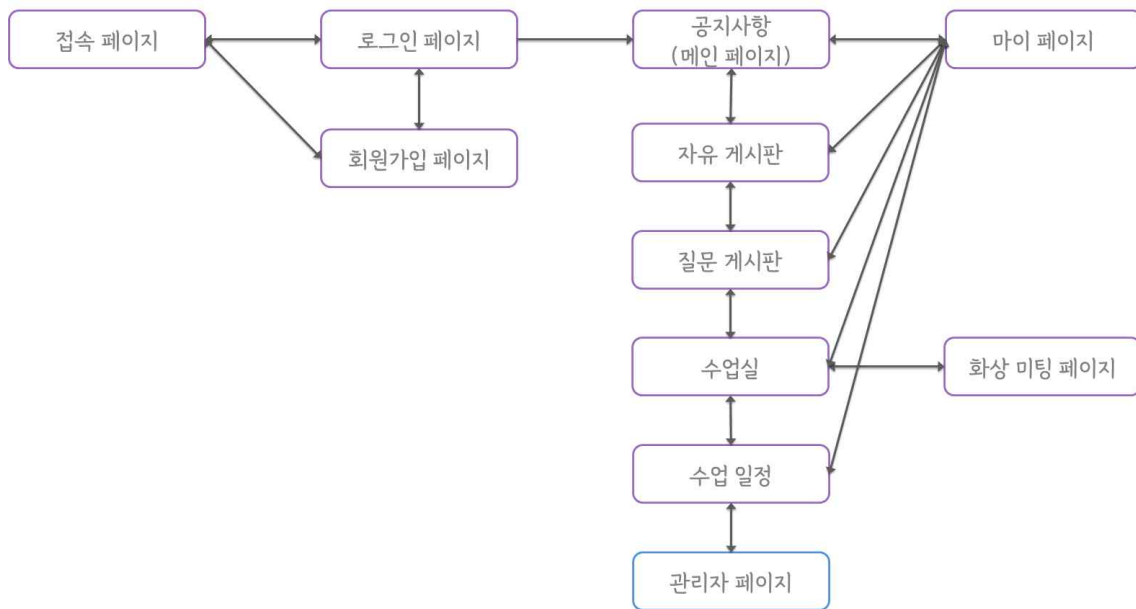 접속 페이지
로그인 페이지
공지사항
(메인 페이지)
마이 페이지
회원가입 페이지
자유 게시판
질문 게시판
수업실
화상 미팅 페이지
수업 일정
관리자 페이지